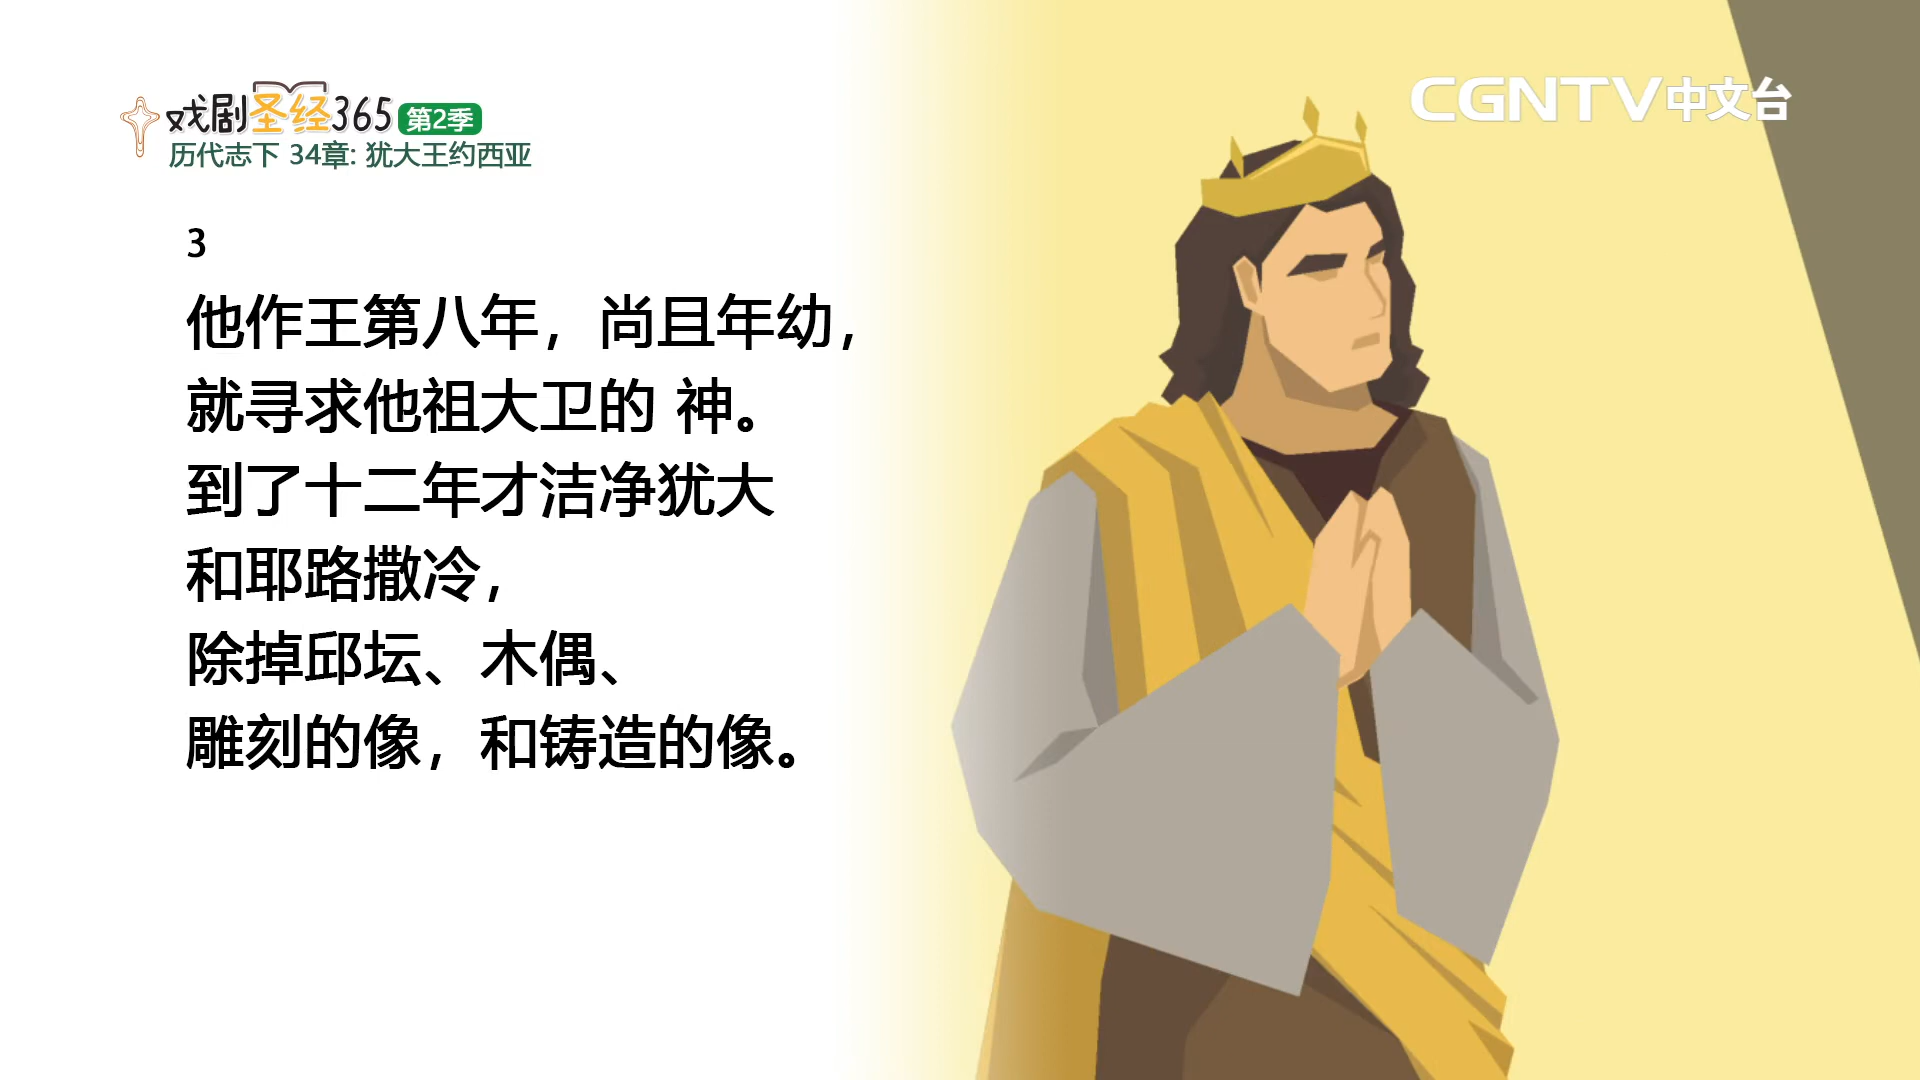 戏剧圣经365 第2季
CGNTV中文台
历代志下 34章: 犹大王约西亚
3
他作王第八年，尚且年幼，
就寻求他祖大卫的 神。
到了十二年才洁净犹大
和耶路撒冷，
除掉邱坛、木偶、
雕刻的像，和铸造的像。